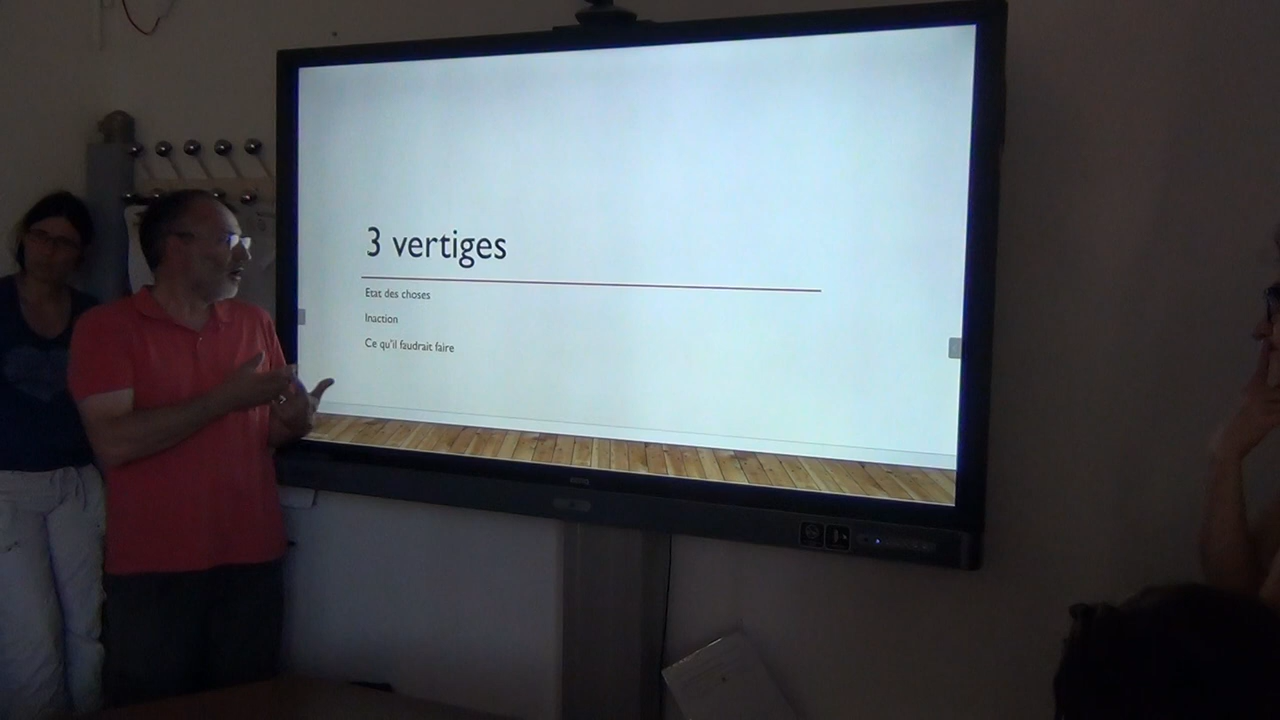 3 vertiges
Etat des choses
Inaction
Ce qu'il faudrait faire